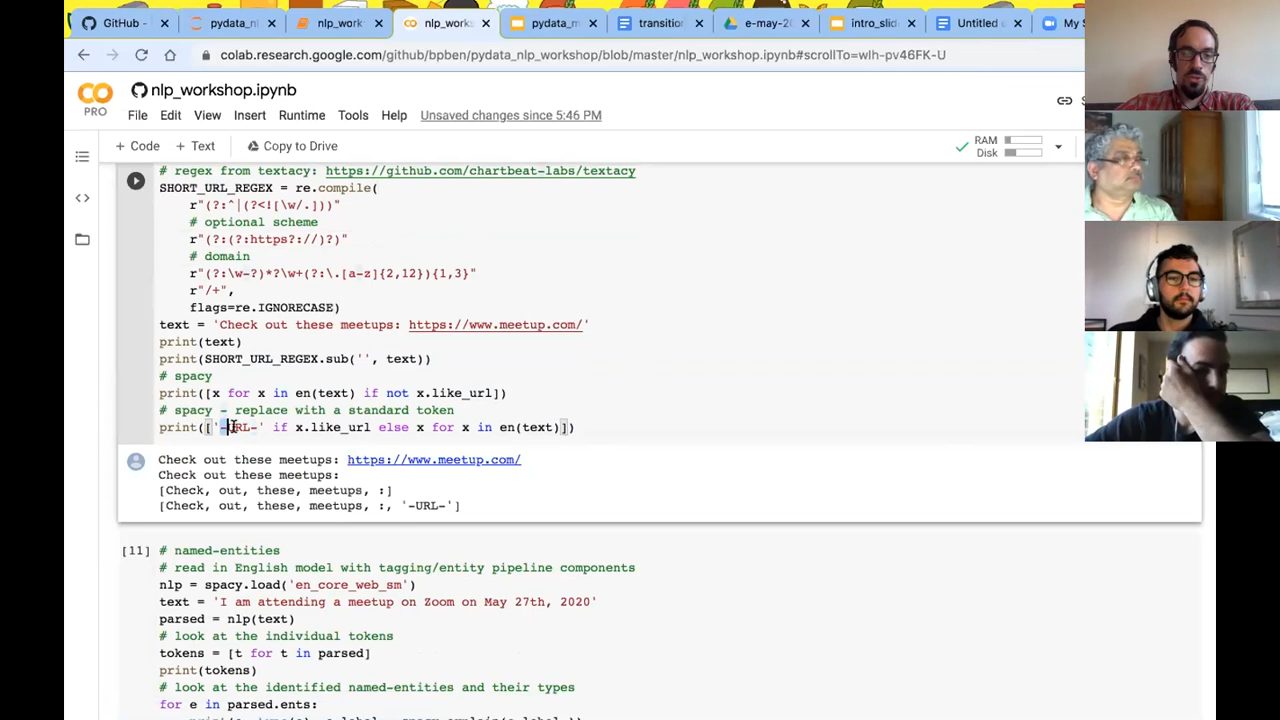 GitHub -
pydata_nl
nlp_works
nlp_works
pydata_m
transition
e-may-20
intro_slid
Untitled e
My S
colab.research.google.com/github/bpben/pydata_nlp_workshop/blob/master/nlp_workshop.ipynb#scrollTo=wlh-pv46FK-U
nlp_workshop.ipynb
PRO
File Edit View Insert Runtime Tools Help Unsaved changes since 5:46 PM
+ Code + Text Copy to Drive
RAM
Disk
# regex from textacy: https://github.com/chartbeat-labs/textacy
SHORT_URL_REGEX = re.compile(
r"(?:^|(?<![\w/.]))"
# optional scheme
r"(?:(?:https?://)?)"
# domain
r"(?:\w-?)*?\w+(?:\.[a-z]{2,12}){1,3}"
r"/+",
flags=re.IGNORECASE)
text = 'Check out these meetups: https://www.meetup.com/'
print(text)
print(SHORT_URL_REGEX.sub('', text))
# spacy
print([x for x in en(text) if not x.like_url])
# spacy - replace with a standard token
print(['-URL-' if x.like_url else x for x in en(text)])
Check out these meetups: https://www.meetup.com/
Check out these meetups:
[Check, out, these, meetups, :]
[Check, out, these, meetups, :, '-URL-']
[11] # named-entities
# read in English model with tagging/entity pipeline components
nlp = spacy.load('en_core_web_sm')
text = 'I am attending a meetup on Zoom on May 27th, 2020'
parsed = nlp(text)
# look at the individual tokens
tokens = [t for t in parsed]
print(tokens)
# look at the identified named-entities and their types
for e in parsed.ents: